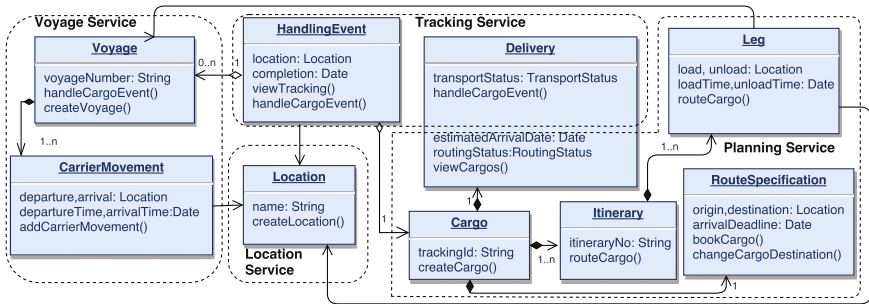 Voyage Service
Voyage
voyageNumber: String
handleCargoEvent()
createVoyage()
0..n
1
HandlingEvent
location: Location
completion: Date
viewTracking()
handleCargoEvent()
Tracking Service
Delivery
transportStatus: TransportStatus
handleCargoEvent()
estimatedArrivalDate: Date
routingStatus:RoutingStatus
viewCargos()
Leg
load, unload: Location
loadTime,unloadTime: Date
routeCargo()
1..n
Planning Service
1..n
CarrierMovement
departure,arrival: Location
departureTime,arrivalTime:Date
addCarrierMovement()
Location
name: String
createLocation()
Location
Service
1
1
Cargo
trackingId: String
createCargo()
1..n
Itinerary
itineraryNo: String
routeCargo()
RouteSpecification
origin,destination: Location
arrivalDeadline: Date
bookCargo()
changeCargoDestination()
1